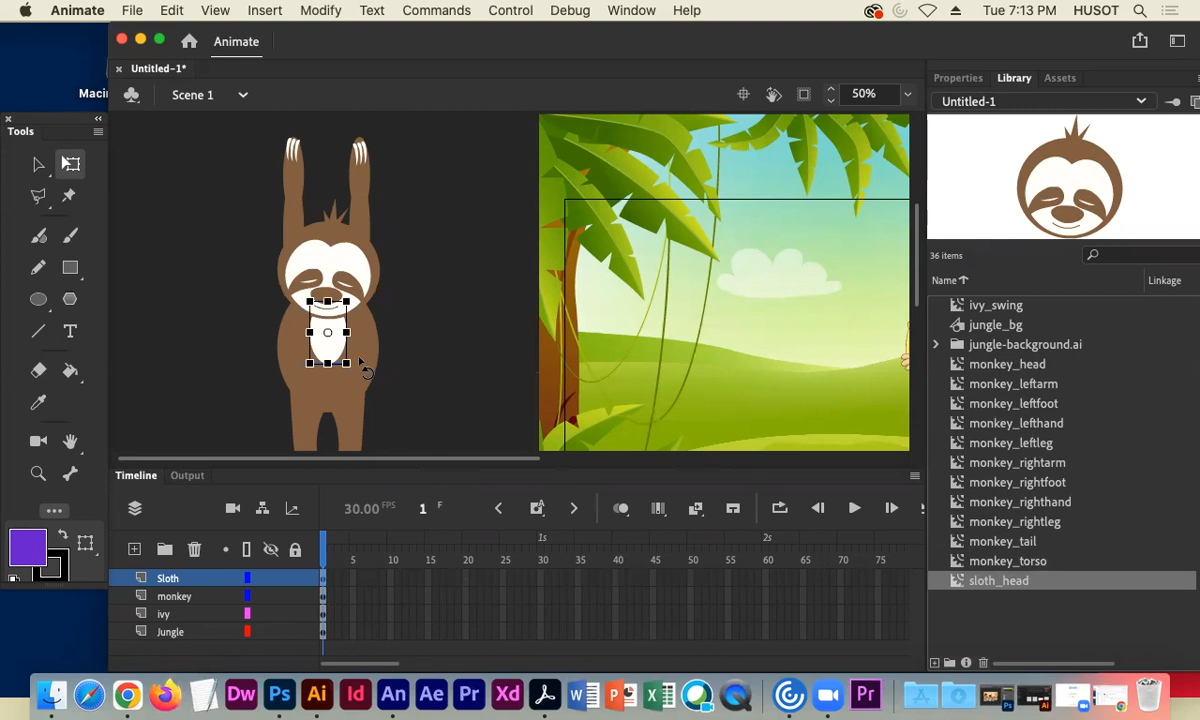 Animate File Edit View Insert Modify Text Commands Control Debug Window Help Tue 7:13 PM HUSOT
Animate
Untitled-1*
Macin
Scene 1
50%
Tools
Properties Library Assets
Untitled-1
36 items
Name Linkage
ivy_swing
jungle_bg
jungle-background.ai
monkey_head
monkey_leftarm
monkey_leftfoot
monkey_lefthand
monkey_leftleg
monkey_rightarm
monkey_rightfoot
monkey_righthand
monkey_rightleg
monkey_tail
monkey_torso
sloth_head
Timeline Output
30.00 FPS 1 F
1s 2s
5 10 15 20 25 30 35 40 45 50 55 60 65 70 75
Sloth
monkey
ivy
Jungle
Dw Ps Ai Id An Ae Pr Xd W P X Pr